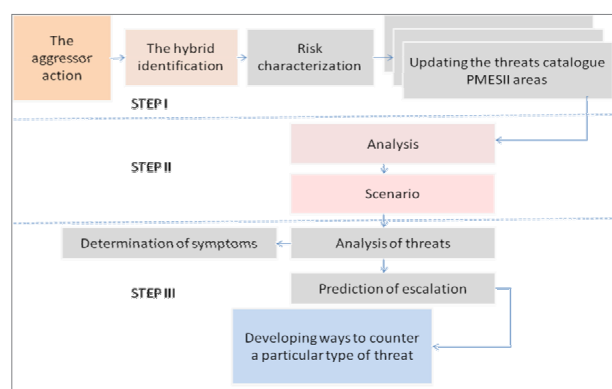 The
aggressor
action
The hybrid
identification
Risk
characterization
Updating the threats catalogue
PMESII areas
STEP I
Analysis
STEP II
Scenario
Determination of symptoms
Analysis of threats
STEP III
Prediction of escalation
Developing ways to counter
a particular type of threat